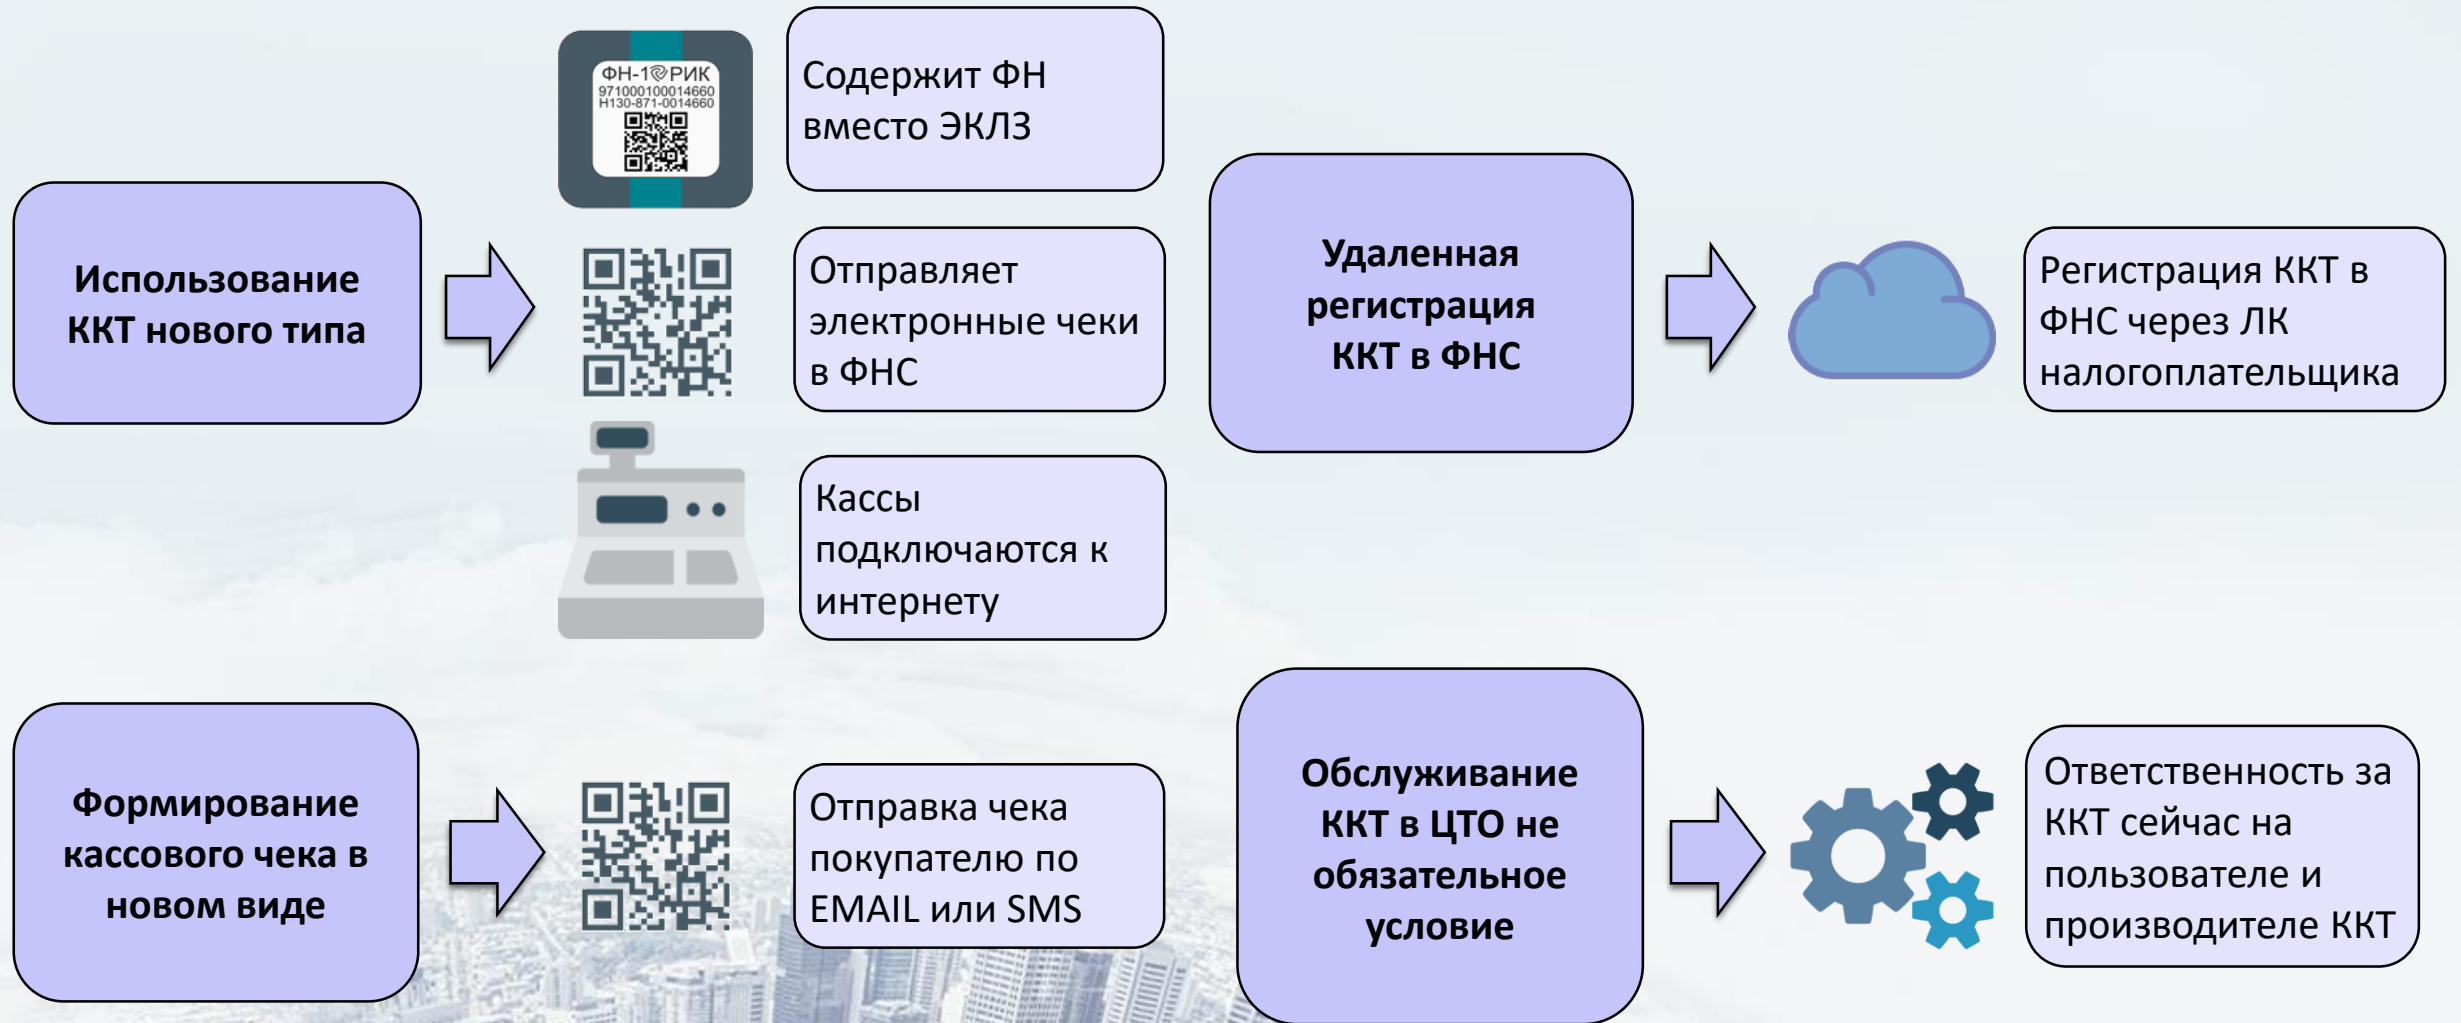 Использование
ККТ нового типа
ФН-1 РИК
971000100014660
Н130-871-0014660
Содержит ФН
вместо ЭКЛЗ
Отправляет
электронные чеки
в ФНС
Кассы
подключаются к
интернету
Удаленная
регистрация
ККТ в ФНС
Регистрация ККТ в
ФНС через ЛК
налогоплательщика
Формирование
кассового чека в
новом виде
Отправка чека
покупателю по
EMAIL или SMS
Обслуживание
ККТ в ЦТО не
обязательное
условие
Ответственность за
ККТ сейчас на
пользователе и
производителе ККТ